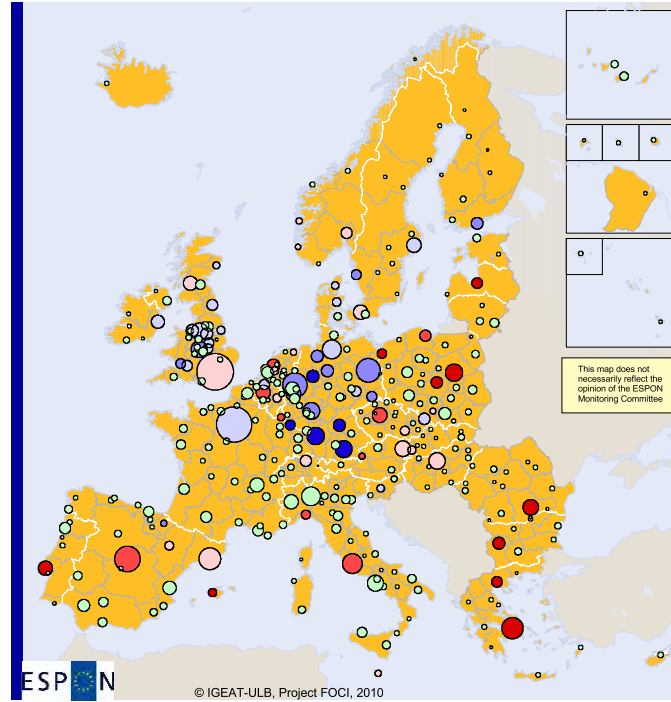 This map does not
necessarily reflect the
opinion of the ESPON
Monitoring Committee
ESPON
© IGEAT-ULB, Project FOCI, 2010